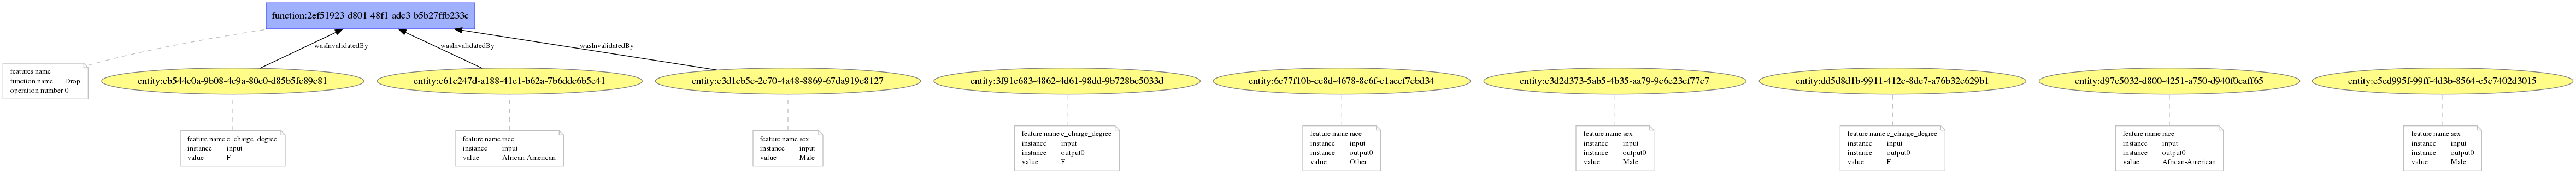 function:2ef51923-d801-48f1-adc3-b5b27ffb233c
wasInvalidatedBy
wasInvalidatedBy
wasInvalidatedBy
features name
function name Drop
operation number 0
entity:cb544e0a-9b08-4c9a-80c0-d85b5fc89c81
entity:e61c247d-a188-41e1-b62a-7b6ddc6b5e41
entity:e3d1cb5c-2e70-4a48-8869-67da919c8127
entity:3f91e683-4862-4d61-98dd-9b728bc5033d
entity:6c77f10b-cc8d-4678-8c6f-e1aeef7cbd34
entity:c3d2d373-5ab5-4b35-aa79-9c6e23cf77c7
entity:dd5d8d1b-9911-412c-8dc7-a76b32e629b1
entity:d97c5032-d800-4251-a750-d940f0caff65
entity:e5ed995f-99ff-4d3b-8564-e5c7402d3015
feature name c_charge_degree
instance input
value F
feature name race
instance input
value African-American
feature name sex
instance input
value Male
feature name c_charge_degree
instance input
instance output0
value F
feature name race
instance input
instance output0
value Other
feature name sex
instance input
instance output0
value Male
feature name c_charge_degree
instance input
instance output0
value F
feature name race
instance input
instance output0
value African-American
feature name sex
instance input
instance output0
value Male